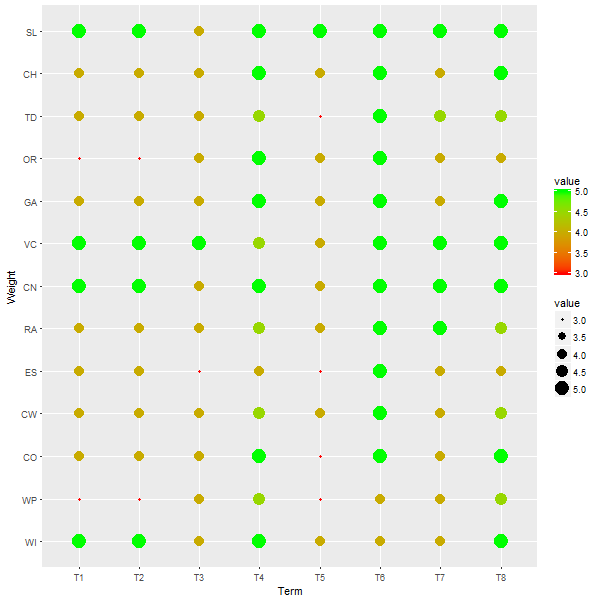 SL
CH
TD
OR
GA
VC
CN
RA
ES
CW
CO
WP
WI
Weight
T1 T2 T3 T4 T5 T6 T7 T8
Term
value
5.0
4.5
4.0
3.5
3.0
value
3.0
3.5
4.0
4.5
5.0